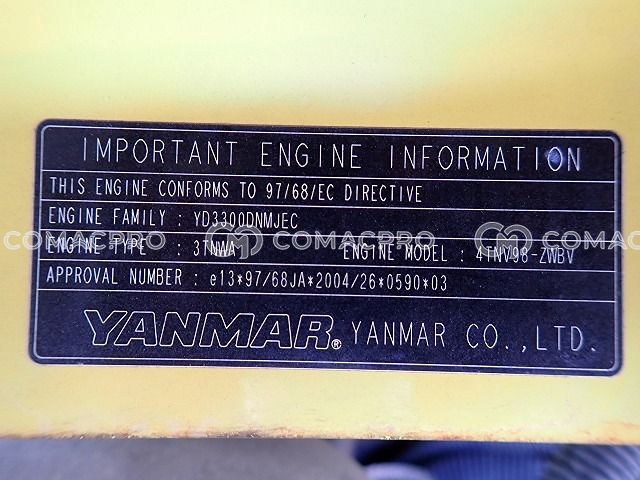 IMPORTANT ENGINE INFORMATION
THIS ENGINE CONFORMS TO 97/68/EC DIRECTIVE
ENGINE FAMILY : YD3300DNMJEC
COMACPRO COMACPRO COMACPRO
ENGINE TYPE : 3TNWA ENGINE MODEL : 4TNV98-ZWBV
APPROVAL NUMBER : e13*97/68JA*2004/26*0590*03
YANMAR® YANMAR CO.,LTD.